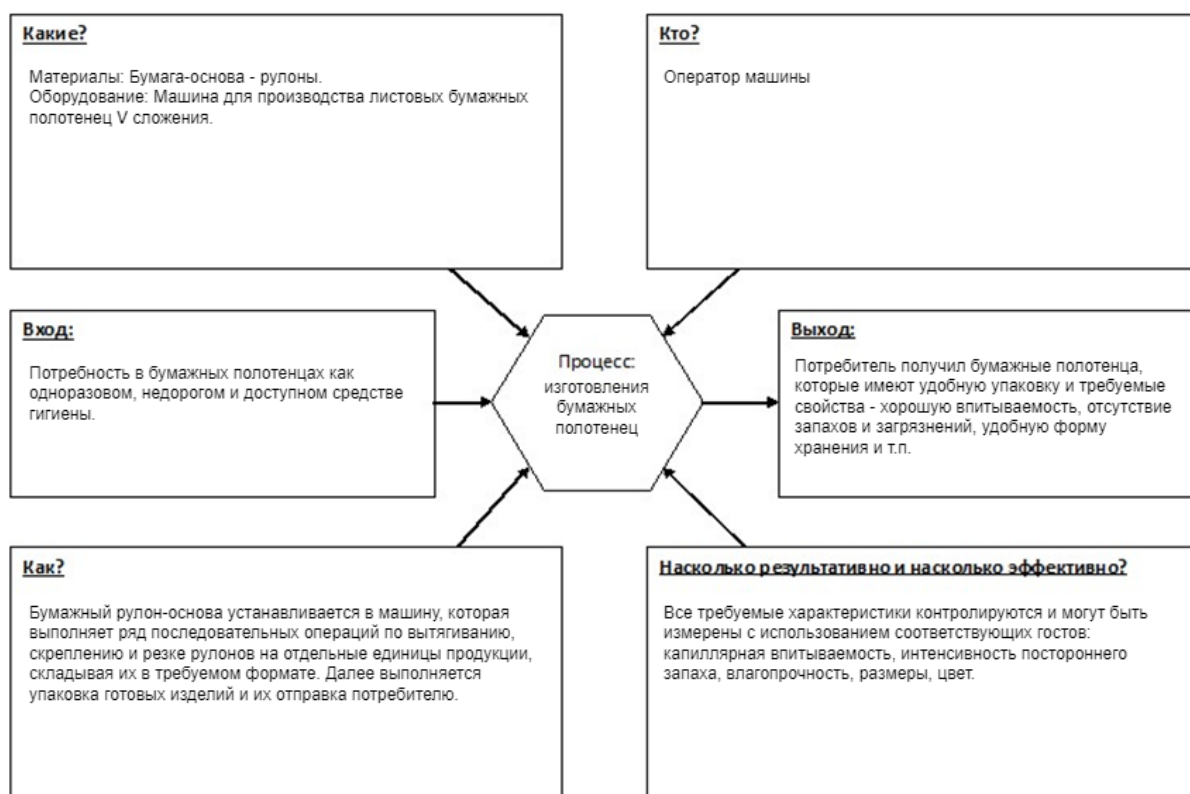 Какие?
Материалы: Бумага-основа - рулоны.
Оборудование: Машина для производства листовых бумажных
полотенец V сложения.
Кто?
Оператор машины
Вход:
Потребность в бумажных полотенцах как
одноразовом, недорогом и доступном средстве
гигиены.
Процесс:
изготовления
бумажных
полотенец
Выход:
Потребитель получил бумажные полотенца,
которые имеют удобную упаковку и требуемые
свойства - хорошую впитываемость, отсутствие
запахов и загрязнений, удобную форму
хранения и т.п.
Как?
Бумажный рулон-основа устанавливается в машину, которая
выполняет ряд последовательных операций по вытягиванию,
скреплению и резке рулонов на отдельные единицы продукции,
складывая их в требуемом формате. Далее выполняется
упаковка готовых изделий и их отправка потребителю.
Насколько результативно и насколько эффективно?
Все требуемые характеристики контролируются и могут быть
измерены с использованием соответствующих гостов:
капиллярная впитываемость, интенсивность постороннего
запаха, влагопрочность, размеры, цвет.